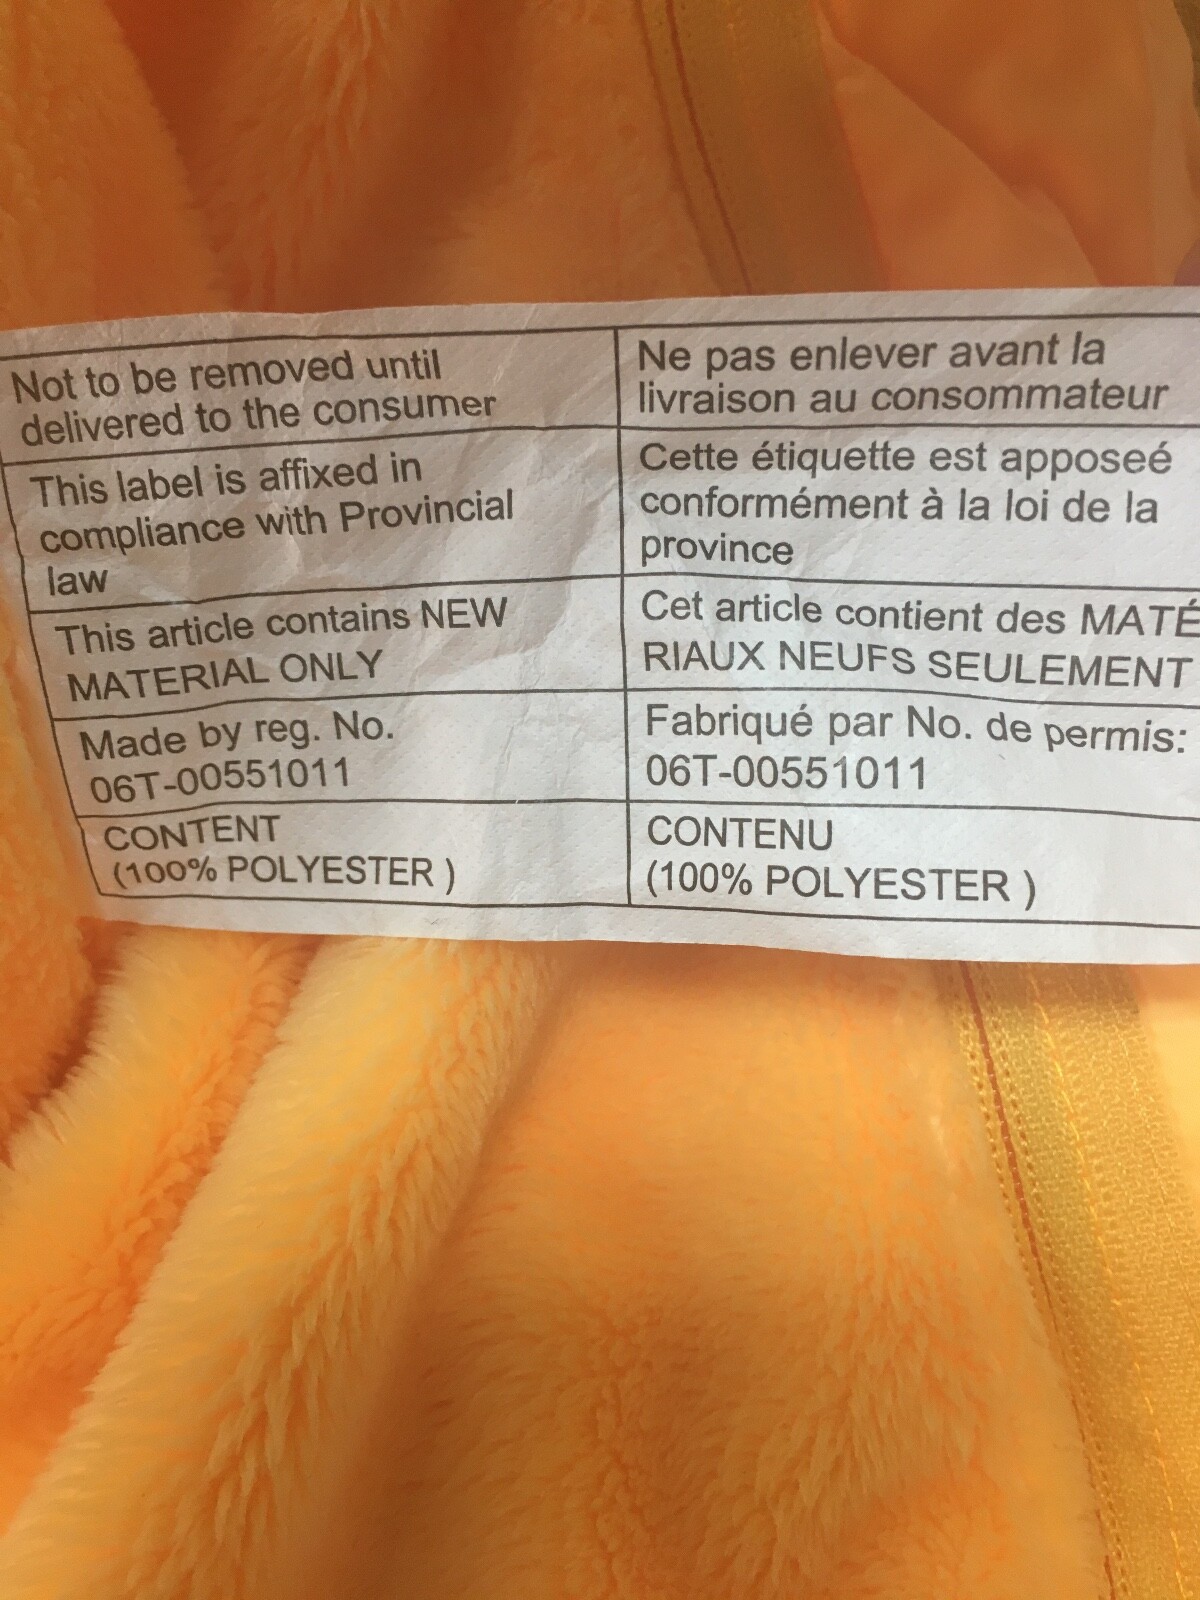 Not to be removed until
delivered to the consumer
This label is affixed in
compliance with Provincial
law
This article contains NEW
MATERIAL ONLY
Made by reg. No.
06T-00551011
CONTENT
(100% POLYESTER )
Ne pas enlever avant la
livraison au consommateur
Cette étiquette est apposeé
conformément à la loi de la
province
Cet article contient des MATÉ
RIAUX NEUFS SEULEMENT
Fabriqué par No. de permis:
06T-00551011
CONTENU
(100% POLYESTER )